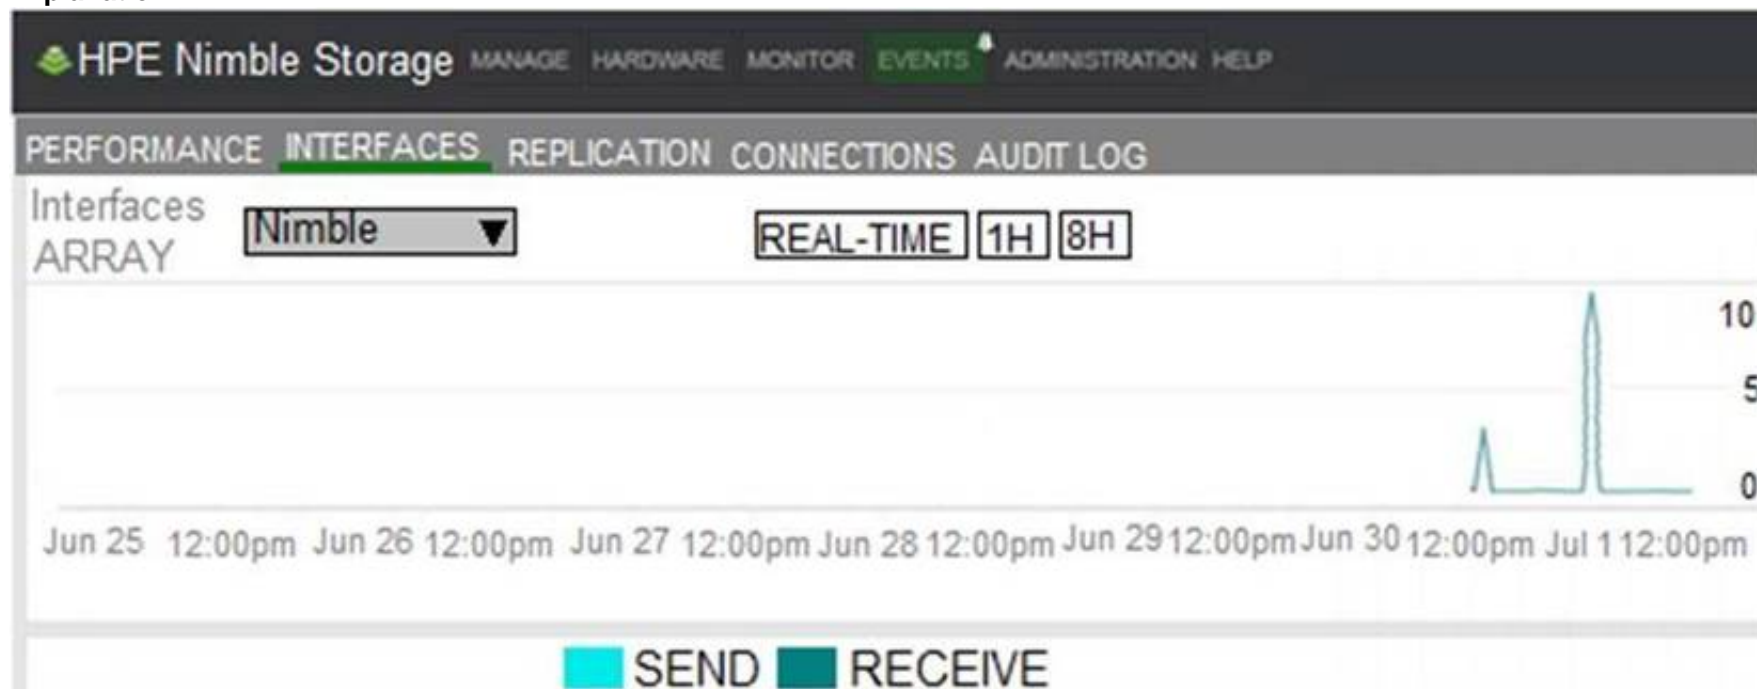 HPE Nimble Storage MANAGE HARDWARE MONITOR EVENTS ADMINISTRATION HELP
PERFORMANCE INTERFACES REPLICATION CONNECTIONS AUDIT LOG
Interfaces
ARRAY
Nimble
REAL-TIME 1H 8H
10
5
0
Jun 25 12:00pm Jun 26 12:00pm Jun 27 12:00pm Jun 28 12:00pm Jun 29 12:00pm Jun 30 12:00pm Jul 1 12:00pm
SEND RECEIVE